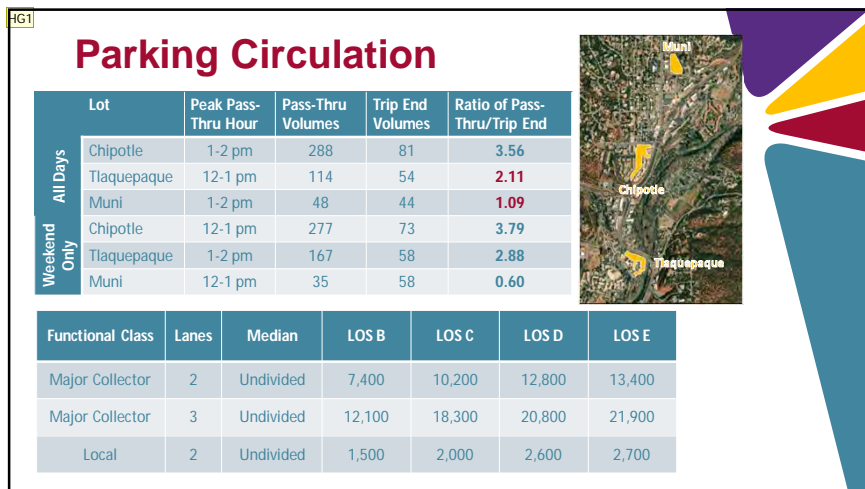 HG1
Parking Circulation
Lot Peak Pass- Pass-Thru Trip End Ratio of Pass-
Thru Hour Volumes Volumes Thru/Trip End
All Days
Chipotle 1-2 pm 288 81 3.56
Tlaquepaque 12-1 pm 114 54 2.11
Muni 1-2 pm 48 44 1.09
Weekend
Only
Chipotle 12-1 pm 277 73 3.79
Tlaquepaque 1-2 pm 167 58 2.88
Muni 12-1 pm 35 58 0.60
Muni
Chipotle
Tlaquepaque
Functional Class Lanes Median LOS B LOS C LOS D LOS E
Major Collector 2 Undivided 7,400 10,200 12,800 13,400
Major Collector 3 Undivided 12,100 18,300 20,800 21,900
Local 2 Undivided 1,500 2,000 2,600 2,700